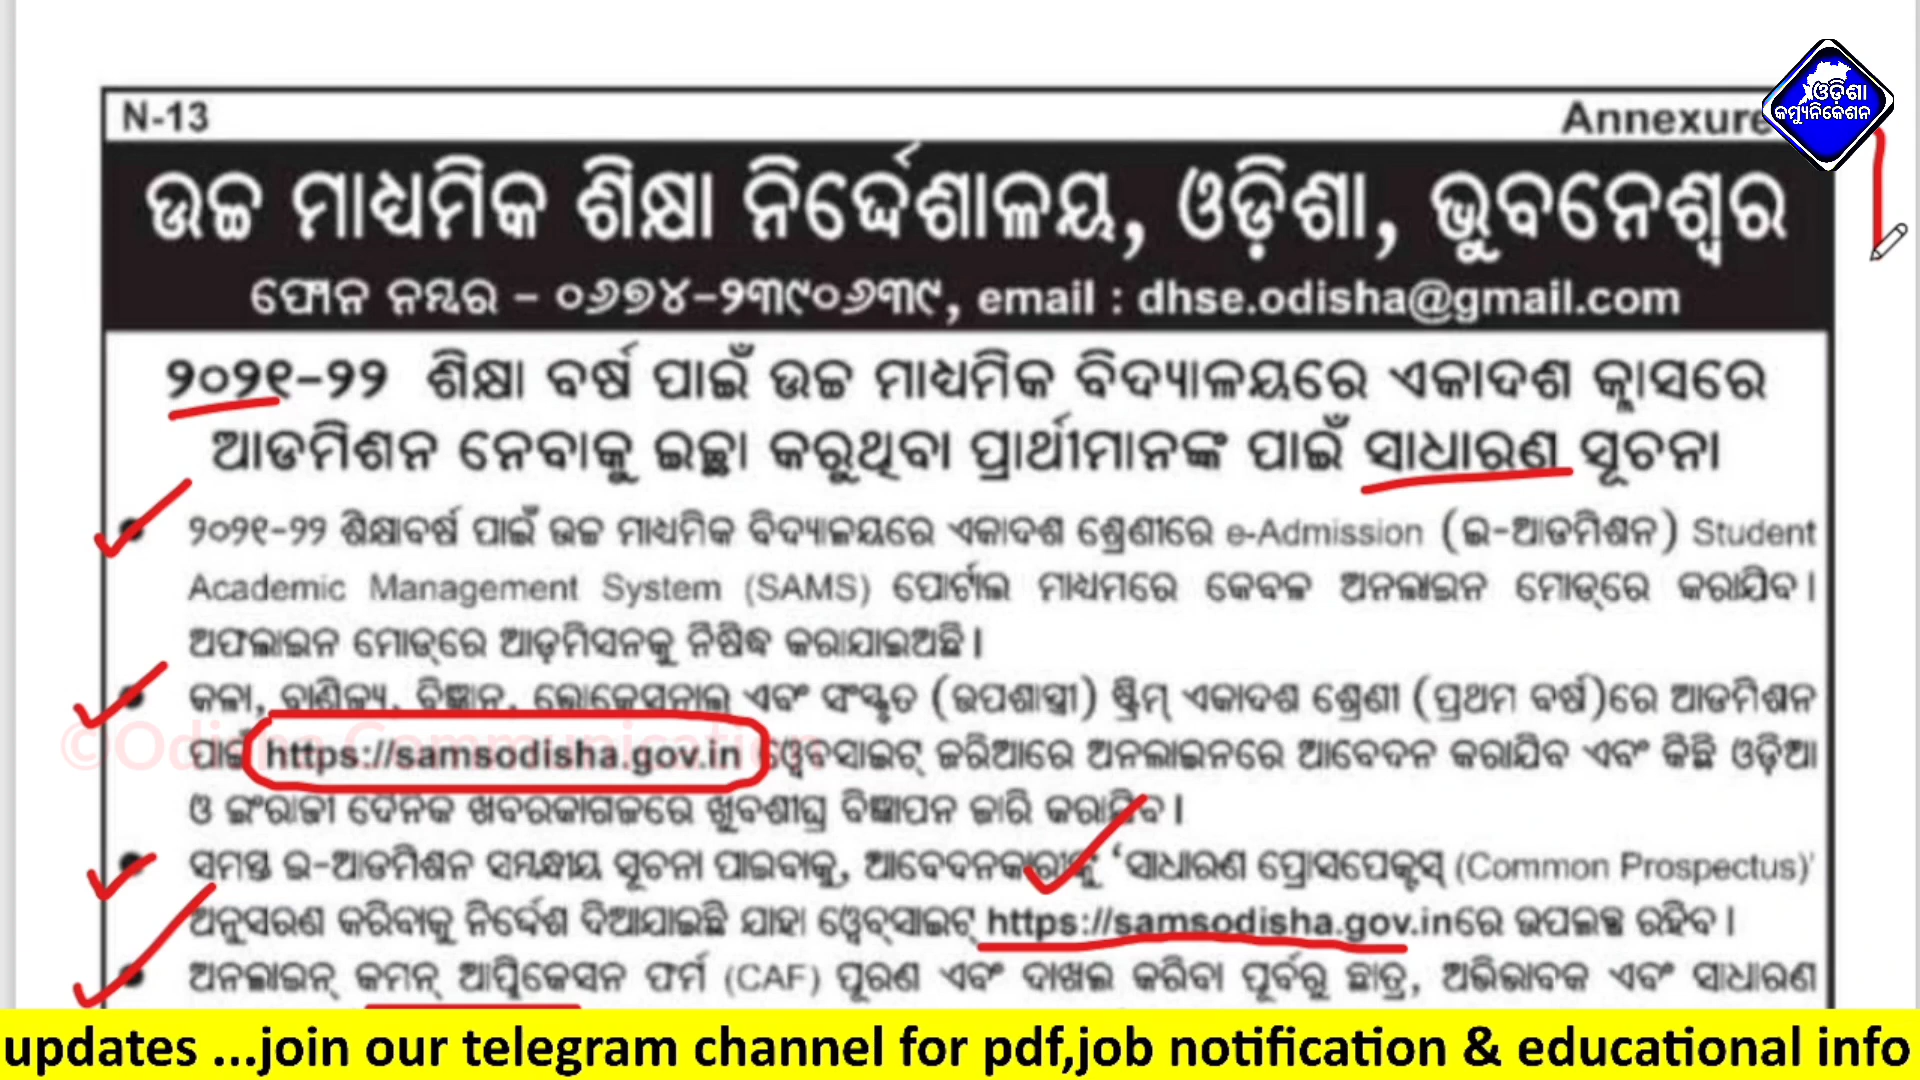 N-13 Annexure
ଓଡ଼ିଶା
କମ୍ୟୁନିକେଶନ
ଉଚ୍ଚ ମାଧ୍ୟମିକ ଶିକ୍ଷା ନିର୍ଦ୍ଦେଶାଳୟ, ଓଡ଼ିଶା, ଭୁବନେଶ୍ୱର
ଫୋନ ନମ୍ୱର – ୦୬୭୪-୨୩୯୦୬୩୯, email : dhse.odisha@gmail.com
୨୦୨୧-୨୨ ଶିକ୍ଷା ବର୍ଷ ପାଇଁ ଉଚ୍ଚ ମାଧ୍ୟମିକ ବିଦ୍ୟାଳୟରେ ଏକାଦଶ କ୍ଲାସରେ
ଆଡମିଶନ ନେବାକୁ ଇଚ୍ଛା କରୁଥିବା ପ୍ରାର୍ଥୀମାନଙ୍କ ପାଇଁ ସାଧାରଣ ସୂଚନା
• ୨୦୨୧-୨୨ ଶିକ୍ଷାବର୍ଷ ପାଇଁ ଉଚ୍ଚ ମାଧ୍ୟମିକ ବିଦ୍ୟାଳୟରେ ଏକାଦଶ ଶ୍ରେଣୀରେ e-Admission (ଇ-ଆଡମିଶନ) Student
Academic Management System (SAMS) ପୋର୍ଟାଲ ମାଧ୍ୟମରେ କେବଳ ଅନଲାଇନ ମୋଡ୍‌ରେ କରାଯିବ।
ଅଫଲାଇନ ମୋଡ୍‌ରେ ଆଡ଼ମିସନକୁ ନିଷିଦ୍ଧ କରାଯାଇଅଛି।
• କଳା, ବାଣିଜ୍ୟ, ବିଜ୍ଞାନ, ଭୋକେସନାଲ୍ ଏବଂ ସଂସ୍କୃତ (ଉପଶାସ୍ତ୍ରୀ) ଷ୍ଟ୍ରିମ୍ ଏକାଦଶ ଶ୍ରେଣୀ (ପ୍ରଥମ ବର୍ଷ)ରେ ଆଡମିଶନ
ପାଇଁ https://samsodisha.gov.in ୱେବସାଇଟ୍ ଜରିଆରେ ଅନଲାଇନରେ ଆବେଦନ କରାଯିବ ଏବଂ କିଛି ଓଡ଼ିଆ
©Odisha Communication
ଓ ଇଂରାଜୀ ଦୈନିକ ଖବରକାଗଜରେ ଖୁବଶୀଘ୍ର ବିଜ୍ଞାପନ ଜାରି କରାଯିବ।
• ସମସ୍ତ ଇ-ଆଡମିଶନ ସମ୍ବନ୍ଧୀୟ ସୂଚନା ପାଇବାକୁ, ଆବେଦନକାରୀଙ୍କୁ ‘ସାଧାରଣ ପ୍ରୋସପେକ୍ଟସ୍ (Common Prospectus)’
ଅନୁସରଣ କରିବାକୁ ନିର୍ଦ୍ଦେଶ ଦିଆଯାଇଛି ଯାହା ୱେବ୍‌ସାଇଟ୍ https://samsodisha.gov.inରେ ଉପଲବ୍ଧ ରହିବ।
• ଅନଲାଇନ୍ କମନ୍ ଆପ୍ଲିକେସନ ଫର୍ମ (CAF) ପୂରଣ ଏବଂ ଦାଖଲ କରିବା ପୂର୍ବରୁ ଛାତ୍ର, ଅଭିଭାବକ ଏବଂ ସାଧାରଣ
updates ...join our telegram channel for pdf,job notification & educational info